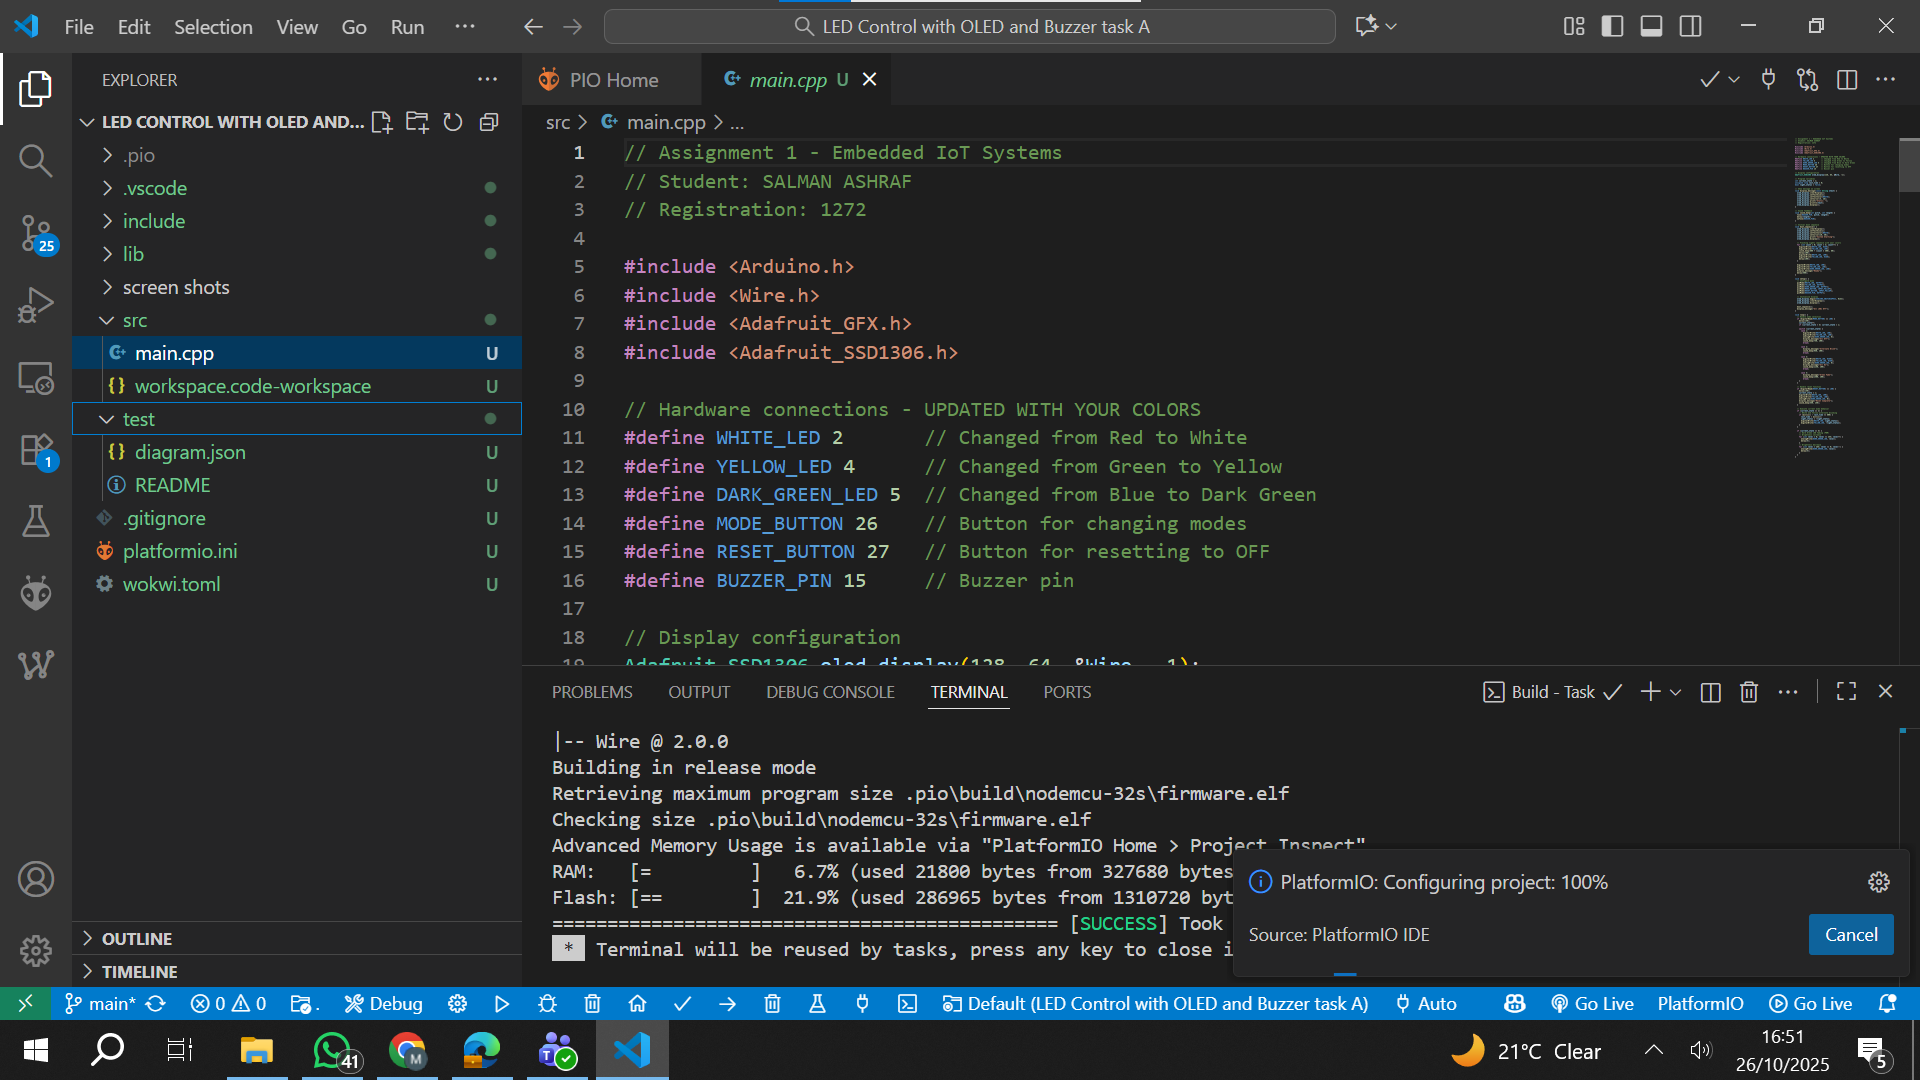 File Edit Selection View Go Run ···
LED Control with OLED and Buzzer task A
EXPLORER
LED CONTROL WITH OLED AND...
.pio
.vscode
include
lib
screen shots
src
main.cpp U
workspace.code-workspace U
test
diagram.json U
README U
.gitignore U
platformio.ini U
wokwi.toml U
OUTLINE
TIMELINE
25
1
PIO Home
main.cpp U
src > main.cpp > ...
1 // Assignment 1 - Embedded IoT Systems
2 // Student: SALMAN ASHRAF
3 // Registration: 1272
4
5 #include <Arduino.h>
6 #include <Wire.h>
7 #include <Adafruit_GFX.h>
8 #include <Adafruit_SSD1306.h>
9
10 // Hardware connections - UPDATED WITH YOUR COLORS
11 #define WHITE_LED 2 // Changed from Red to White
12 #define YELLOW_LED 4 // Changed from Green to Yellow
13 #define DARK_GREEN_LED 5 // Changed from Blue to Dark Green
14 #define MODE_BUTTON 26 // Button for changing modes
15 #define RESET_BUTTON 27 // Button for resetting to OFF
16 #define BUZZER_PIN 15 // Buzzer pin
17
18 // Display configuration
19 Adafruit_SSD1306 oled_display(128, 64, &Wire, -1);
PROBLEMS OUTPUT DEBUG CONSOLE TERMINAL PORTS
Build - Task
|-- Wire @ 2.0.0
Building in release mode
Retrieving maximum program size .pio\build\nodemcu-32s\firmware.elf
Checking size .pio\build\nodemcu-32s\firmware.elf
Advanced Memory Usage is available via "PlatformIO Home > Project Inspect"
RAM: [= ] 6.7% (used 21800 bytes from 327680 bytes
Flash: [== ] 21.9% (used 286965 bytes from 1310720 byt
============================================== [SUCCESS] Took
* Terminal will be reused by tasks, press any key to close i
PlatformIO: Configuring project: 100%
Source: PlatformIO IDE
Cancel
main* 0 0 . Debug Default (LED Control with OLED and Buzzer task A) Auto Go Live PlatformIO Go Live
41
M
T
21°C Clear
16:51
26/10/2025
5